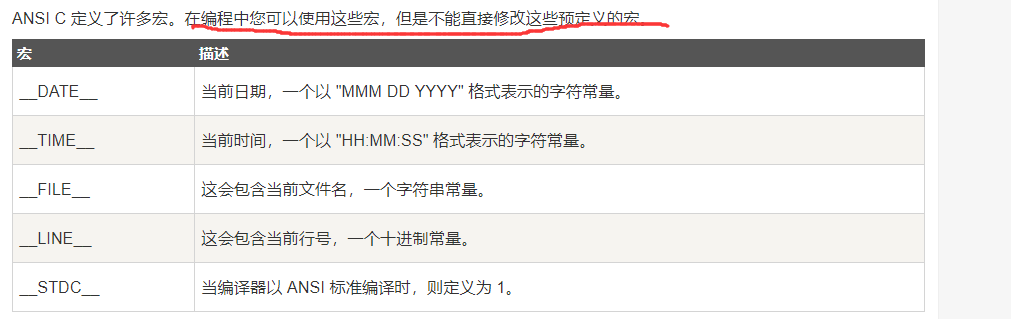 ANSI C 定义了许多宏。在编程中您可以使用这些宏，但是不能直接修改这些预定义的宏。
宏 描述
__DATE__ 当前日期，一个以 "MMM DD YYYY" 格式表示的字符常量。
__TIME__ 当前时间，一个以 "HH:MM:SS" 格式表示的字符常量。
__FILE__ 这会包含当前文件名，一个字符串常量。
__LINE__ 这会包含当前行号，一个十进制常量。
__STDC__ 当编译器以 ANSI 标准编译时，则定义为 1。